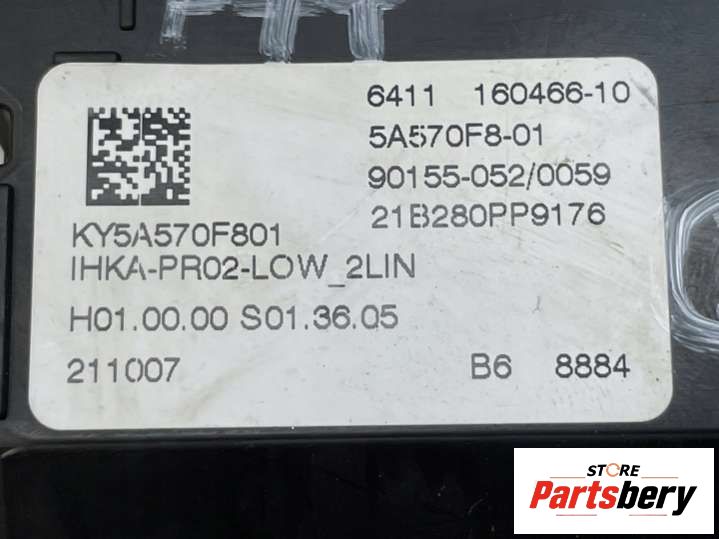 6411 160466-10
5A570F8-01
90155-052/0059
21B280PP9176
KY5A570F801
IHKA-PR02-LOW_2LIN
H01.00.00 S01.36.05
211007 B6 8884
STORE
Partsbery